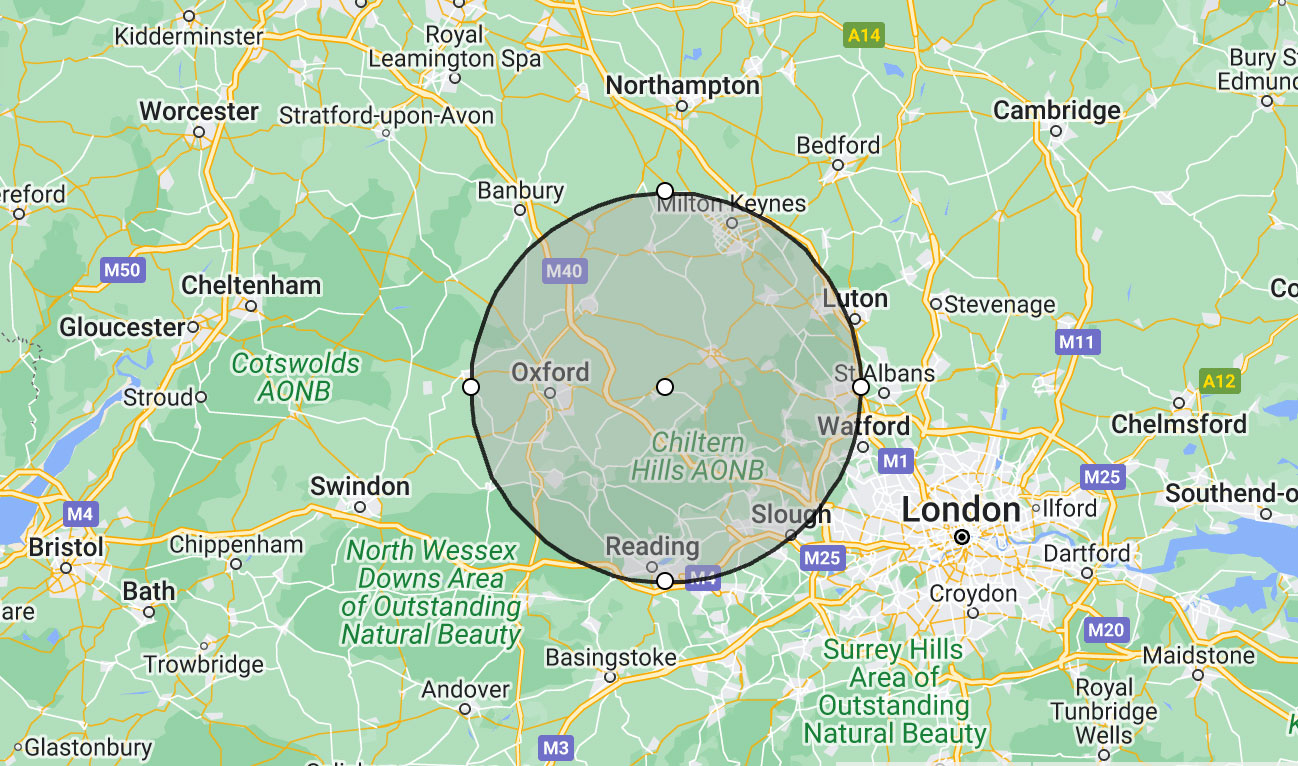 Kidderminster
Royal
Leamington Spa
A14
Bury S
Edmund
Northampton
Worcester
Stratford-upon-Avon
Cambridge
Bedford
ereford
Banbury
Milton Keynes
M50
M40
Cheltenham
Luton
Stevenage
Co
Gloucester
M11
Cotswolds
AONB
Oxford
St Albans
A12
Stroud
Chelmsford
Watford
Chiltern
Hills AONB
M1
M25
Swindon
Southend-o
London
Ilford
M4
Slough
Bristol
Chippenham
North Wessex
Downs Area
of Outstanding
Natural Beauty
Reading
M25
Dartford
M4
Bath
Croydon
are
M20
Trowbridge
Basingstoke
Surrey Hills
Area of
Outstanding
Natural Beauty
Maidstone
Andover
Royal
Tunbridge
Wells
Glastonbury
M3
K